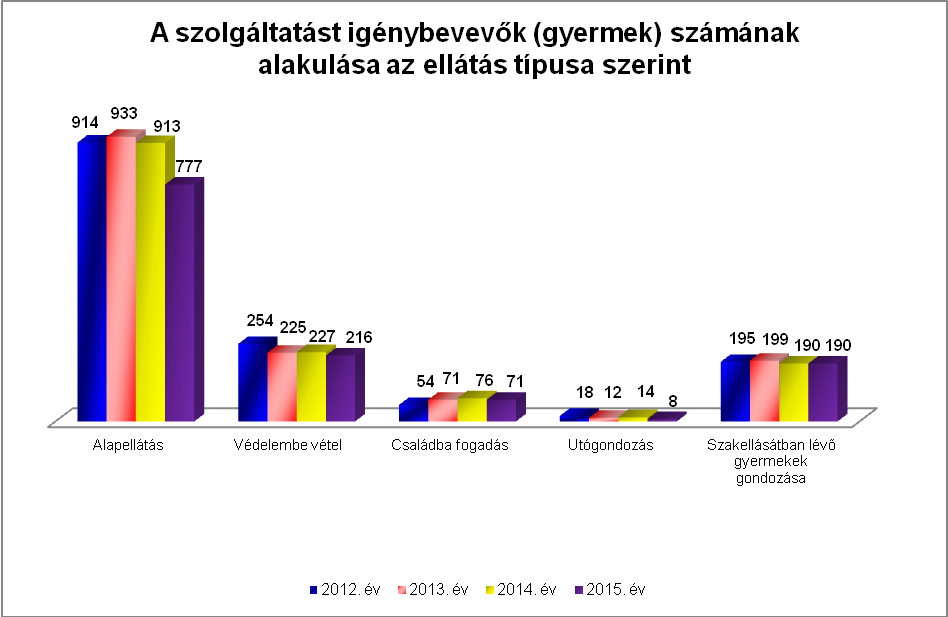 A szolgáltatást igénybevevők (gyermek) számának
alakulása az ellátás típusa szerint
914 933 913 777
254 225 227 216
54 71 76 71
18 12 14 8
195 199 190 190
Alapellátás
Védelembe vétel
Családba fogadás
Utógondozás
Szakellásátban lévő
gyermekek
gondozása
2012. év 2013. év 2014. év 2015. év